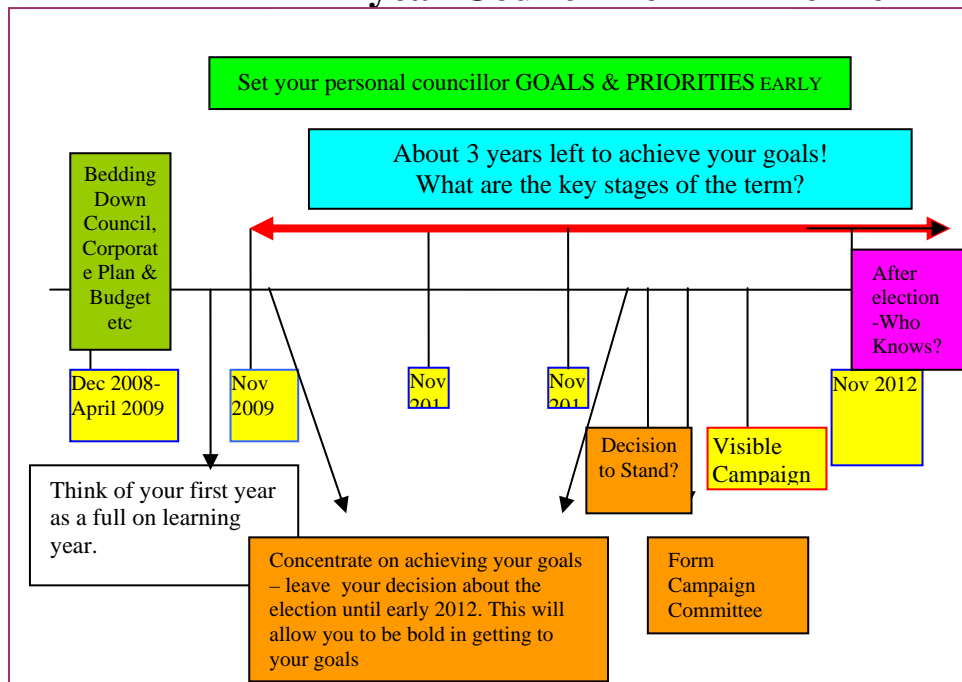 Set your personal councillor GOALS & PRIORITIES EARLY
About 3 years left to achieve your goals!
What are the key stages of the term?
Bedding
Down
Council,
Corporat
e Plan &
Budget
etc
After
election
-Who
Knows?
Dec 2008-
April 2009
Nov
2009
Nov
201
Nov
201
Nov 2012
Decision
to Stand?
Visible
Campaign
Think of your first year
as a full on learning
year.
Concentrate on achieving your goals
– leave your decision about the
election until early 2012. This will
allow you to be bold in getting to
your goals
Form
Campaign
Committee